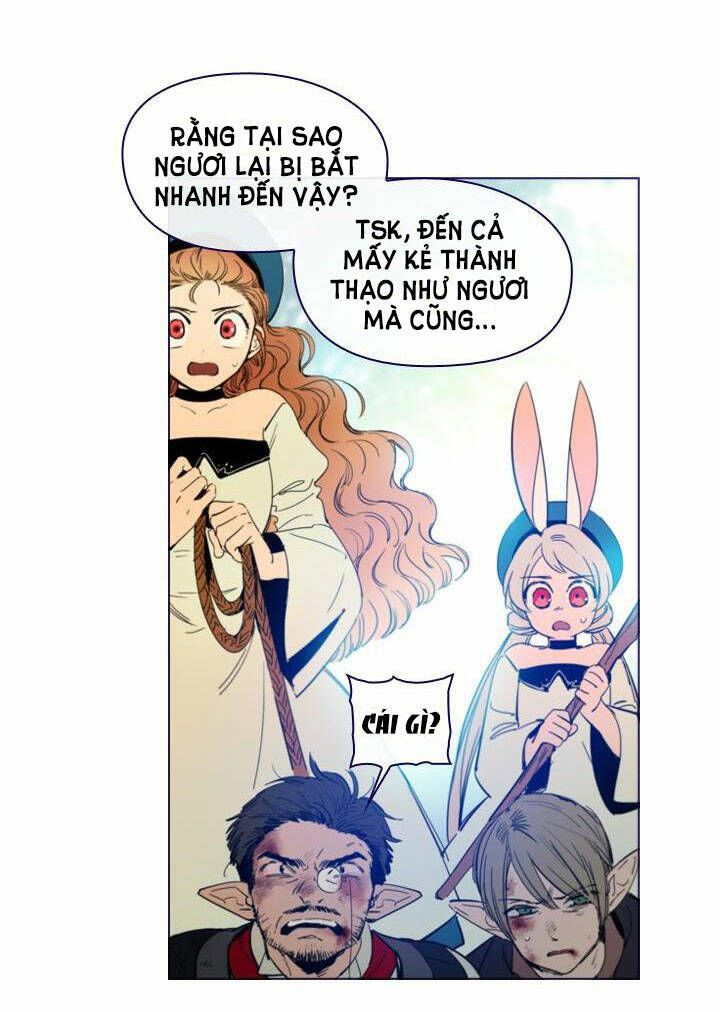 RẰNG TẠI SAO
NGƯƠI LẠI BỊ BẮT
NHANH ĐẾN VẬY?
TSK, ĐẾN CẢ
MẤY KẺ THÀNH
THẠO NHƯ NGƯƠI
MÀ CŨNG...
CÁI GÌ?